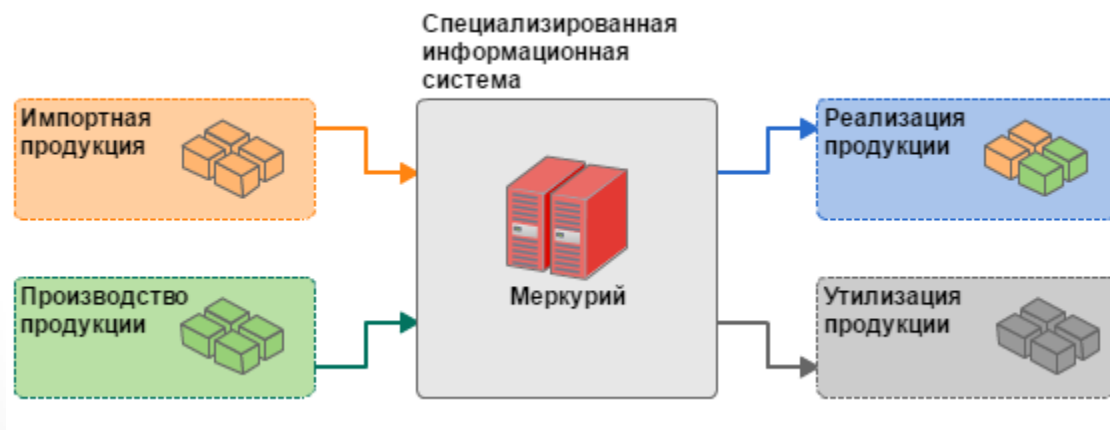 Специализированная
информационная
система
Импортная
продукция
Производство
продукции
Меркурий
Реализация
продукции
Утилизация
продукции